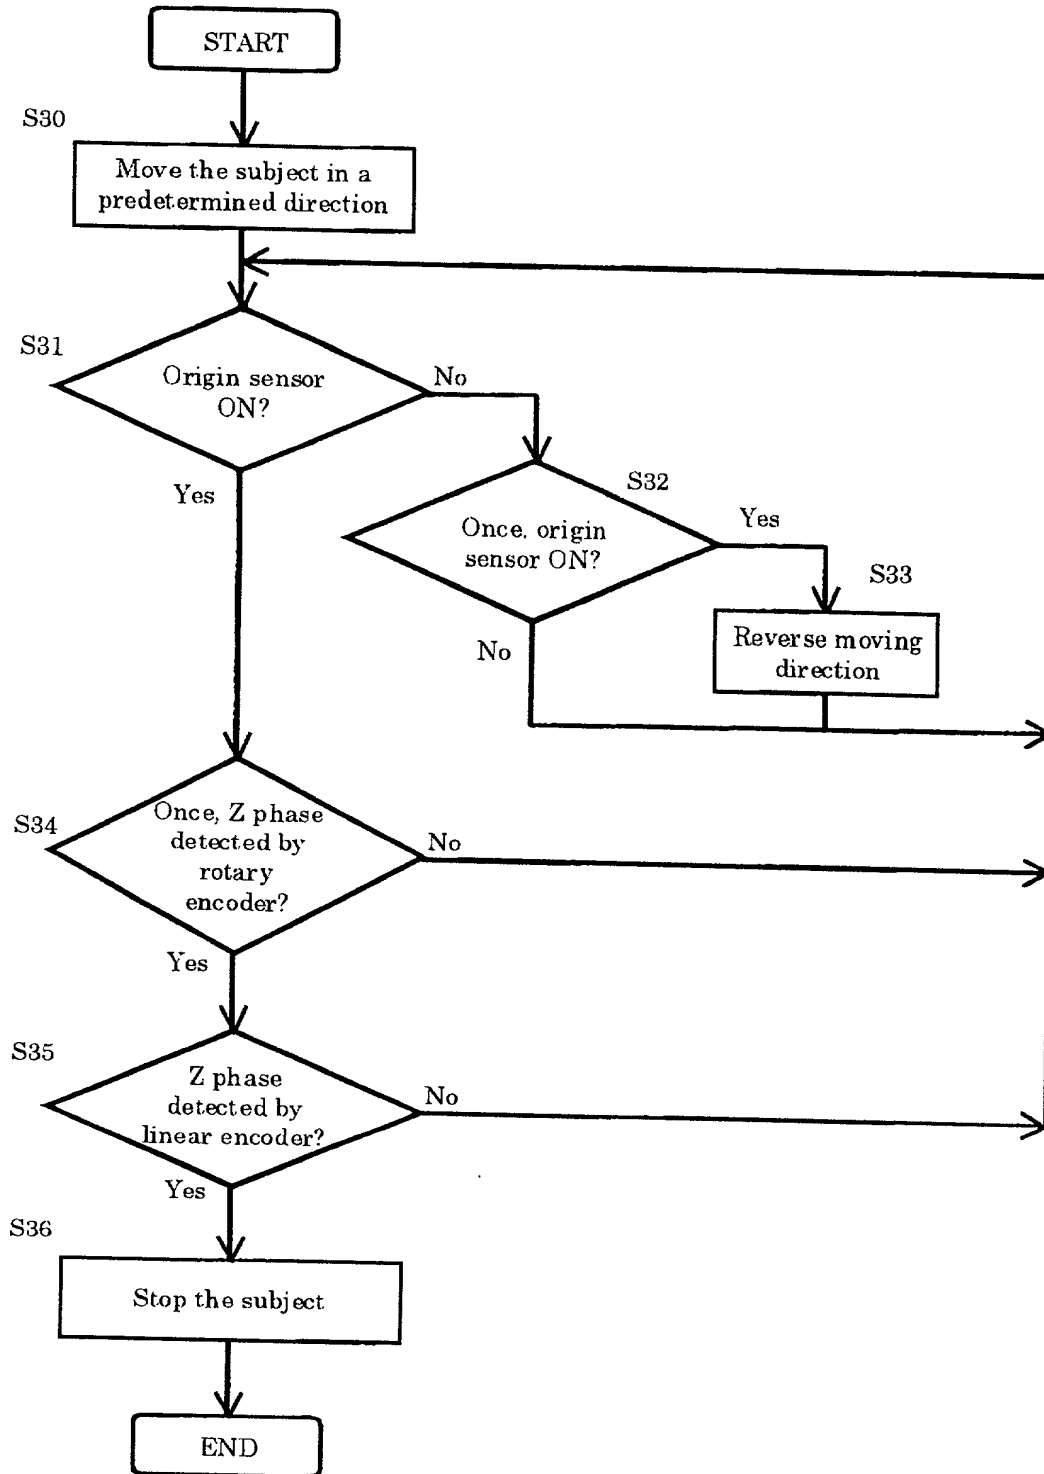 START
S30
Move the subject in a
predetermined direction
S31
Origin sensor
ON?
No
Yes
S32
Once, origin
sensor ON?
Yes
No
S33
Reverse moving
direction
S34
Once, Z phase
detected by
rotary
encoder?
No
Yes
S35
Z phase
detected by
linear encoder?
No
Yes
S36
Stop the subject
END